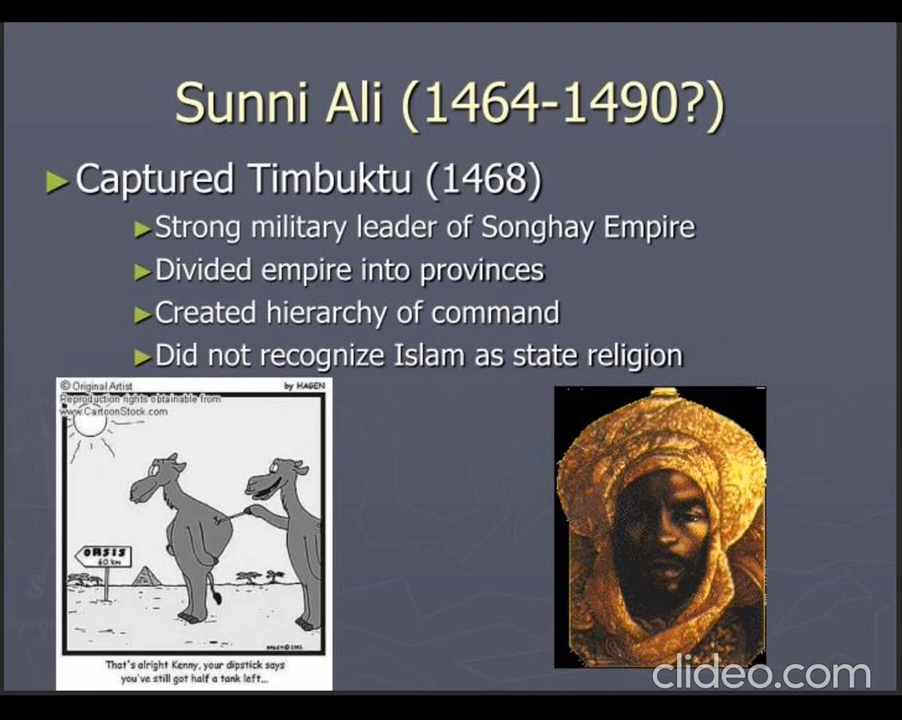 Sunni Ali (1464-1490?)
Captured Timbuktu (1468)
Strong military leader of Songhay Empire
Divided empire into provinces
Created hierarchy of command
Did not recognize Islam as state religion
© Original Artist
by HAGEN
Reproduction rights obtainable from
www.CartoonStock.com
OASIS
60 km
That's alright Kenny, your dipstick says
you've still got half a tank left...
clideo.com